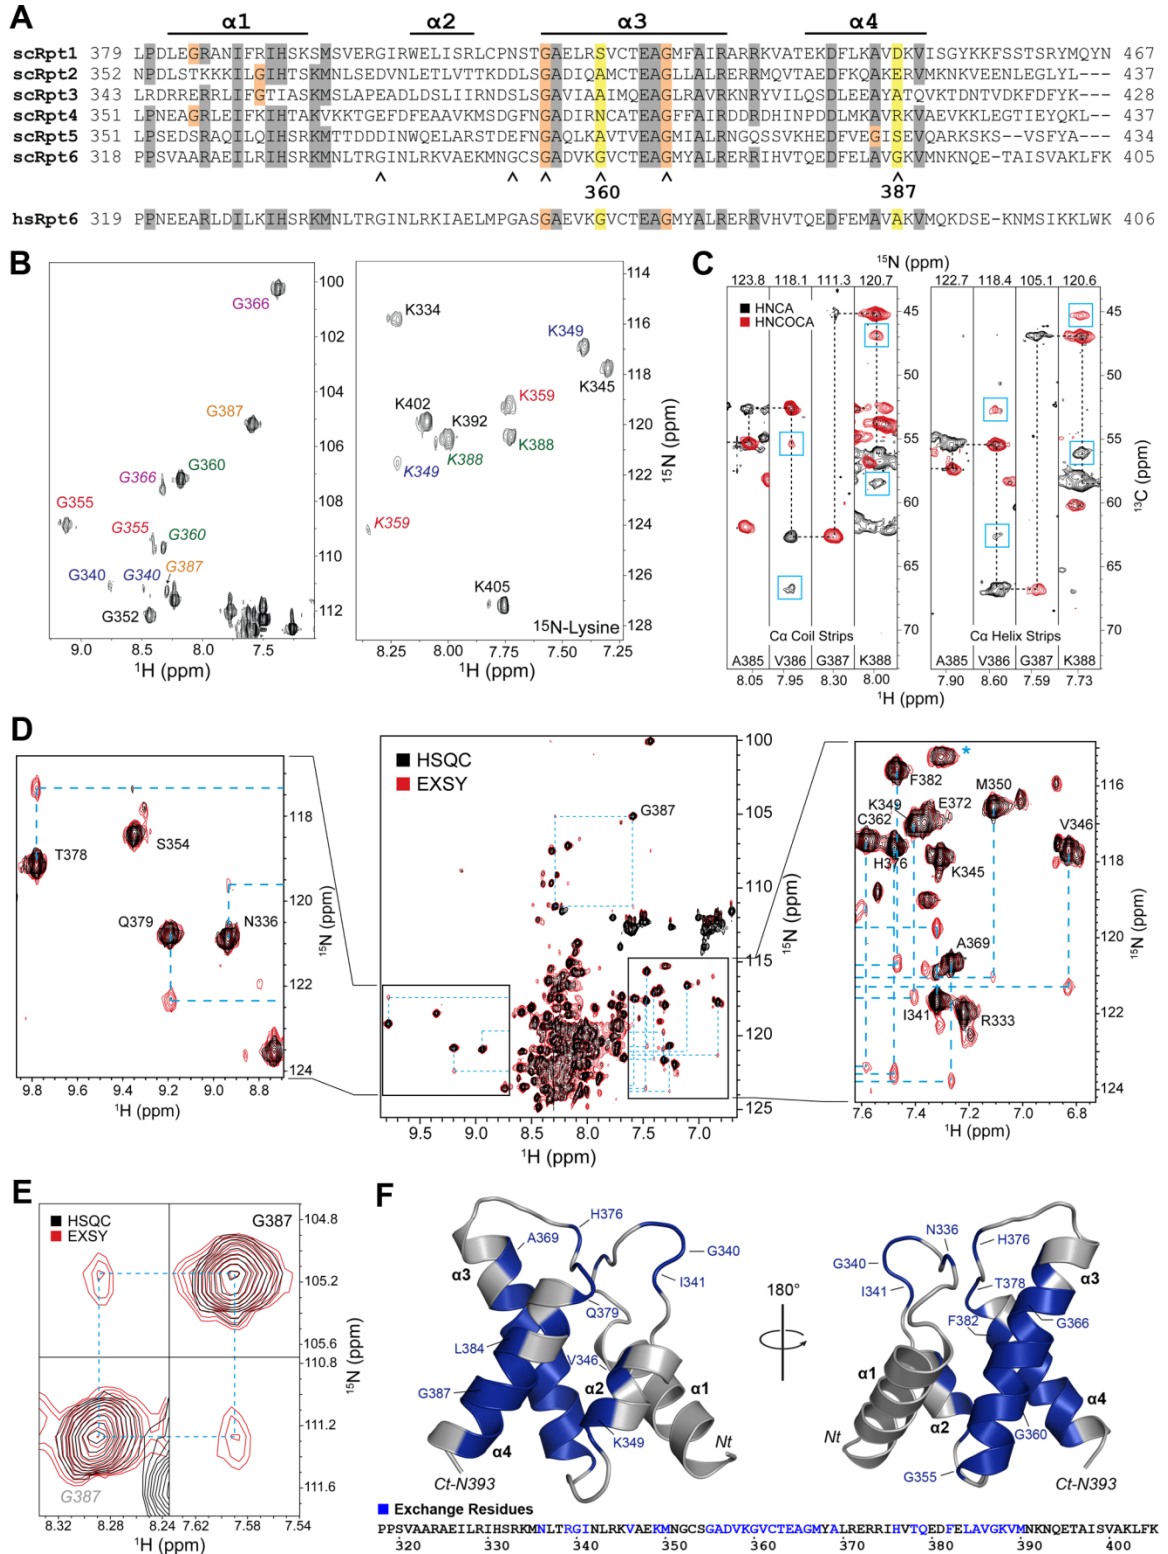 A
α1 α2 α3 α4
scRpt1 379 LPDLEGRANIFRIHSKSMSVERGIRWELISRLCPNSTGAELRSVCTEAGMFAIRARRKVATEKDFLKAVDKVISGYKKFSSTSRYMQYN 467
scRpt2 352 NPDLSTKKKILGIHTSKMNLSEDVNLETLVTTKDDLSGADIQAMCTEAGLLALRERRMQVTAEDFKQAKERVMKNKVEENLEGLYL--- 437
scRpt3 343 LRDRRERRLIFGTIASKMSLAPEADLDSLIIRNDSLSGAVIAAIMQEAGLRAVRKNRYVILQSDLEEAYATQVKTDNTVDKFDFYK--- 428
scRpt4 351 LPNEAGRLEIFKIHTAKVKKTGEFDFEAAVKMSDGFNGADIRNCATEAGFFAIRDDRDHINPDDLMKAVRKVAEVKKLEGTIEYQKL-- 437
scRpt5 351 LPSEDSRAQILQIHSRKMTTDDDINWQELARSTDEFNGAQLKAVTVEAGMIALRNGQSSVKHEDFVEGISEVQARKSKS--VSFYA--- 434
scRpt6 318 PPSVAARAEILRIHSRKMNLTRGINLRKVAEKMNGCSGADVKGVCTEAGMYALRERRIHVTQEDFELAVGKVMNKNQE-TAISVAKLFK 405
^ ^ ^ ^ ^ ^
360 387
hsRpt6 319 PPNEEARLDILKIHSRKMNLTRGINLRKIAELMPGASGAEVKGVCTEAGMYALRERRVHVTQEDFEMAVAKVMQKDSE-KNMSIKKLWK 406
B
G366
G387
G366
G360
G355
G355
G360
G340
G340
G387
G352
100
102
104
106
108
110
112
9.0 8.5 8.0 7.5
¹H (ppm)
K334
K349
K345
K359
K402
K392
K388
K388
K349
K359
K405
¹⁵N-Lysine
114
116
118
120
122
124
126
128
¹⁵N (ppm)
8.25 8.00 7.75 7.50 7.25
¹H (ppm)
C
¹⁵N (ppm)
123.8 118.1 111.3 120.7 122.7 118.4 105.1 120.6
HNCA
HNCOCA
45
50
55
60
65
70
45
50
55
60
65
70
¹³C (ppm)
Cα Coil Strips
Cα Helix Strips
A385 V386 G387 K388 A385 V386 G387 K388
8.05 7.95 8.30 8.00 7.90 8.60 7.59 7.73
¹H (ppm)
D
T378
S354
Q379
N336
118
120
122
124
¹⁵N (ppm)
9.8 9.6 9.4 9.2 9.0 8.8
¹H (ppm)
HSQC
EXSY
G387
100
105
110
115
120
125
¹⁵N (ppm)
9.5 9.0 8.5 8.0 7.5 7.0
¹H (ppm)
*
F382
M350
K349
E372
C362
V346
H376
K345
A369
I341
R333
116
118
120
122
124
¹⁵N (ppm)
7.6 7.4 7.2 7.0 6.8
¹H (ppm)
E
HSQC
EXSY
G387
G387
104.8
105.2
105.6
110.8
111.2
111.6
¹⁵N (ppm)
8.32 8.28 8.24 7.62 7.58 7.54
¹H (ppm)
F
H376
A369
G340
α3
I341
Q379
L384
V346
α2
α1
G387
K349
α4
Nt
Ct-N393
180°
N336
H376
G340
α3
I341
T378
F382
G366
α1
α2
α4
Nt
G360
G355
Ct-N393
Exchange Residues
PPSVAARAEILRIHSRKMNLTRGINLRKVAEKMNGCSGADVKGVCTEAGMYALRERRIHVTQEDFELAVGKVMNKNQETAISVAKLFK
320 330 340 350 360 370 380 390 400